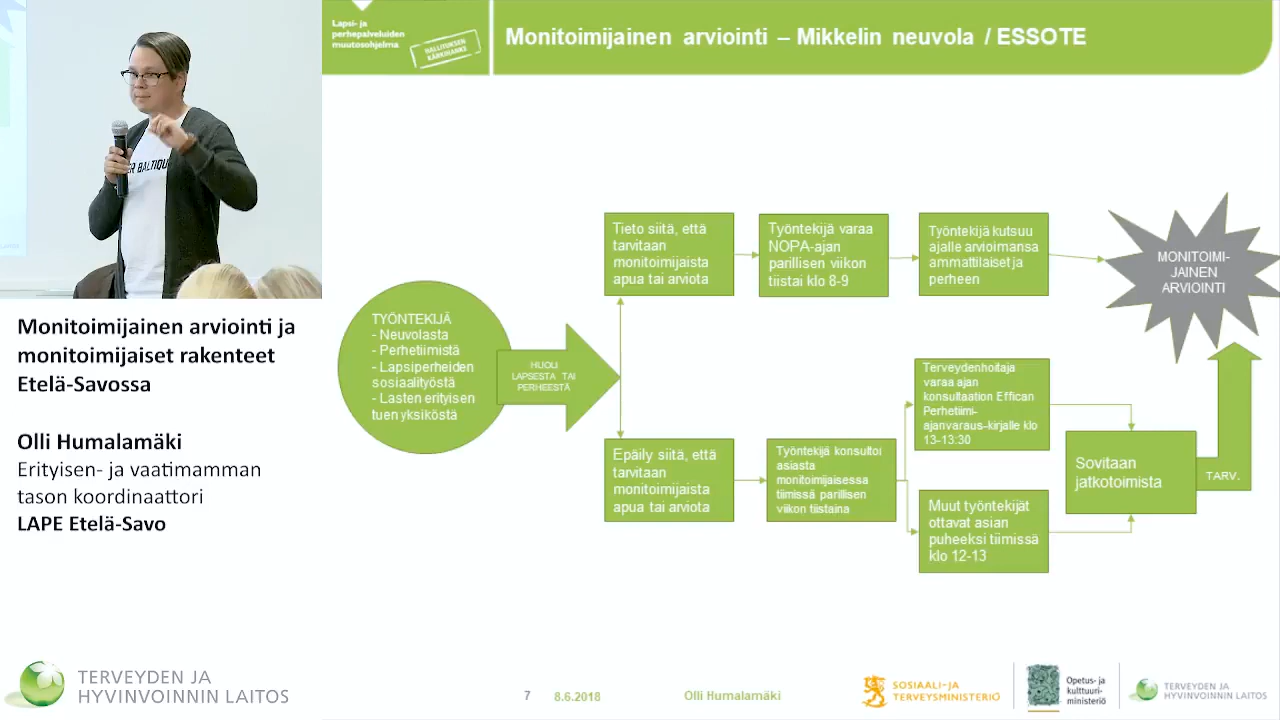 Lapsi- ja
perhepalveluiden
muutosohjelma
HALLITUKSEN
KÄRKIHANKE
Monitoimijainen arviointi – Mikkelin neuvola / ESSOTE
BALTIQU
Monitoimijainen arviointi ja
monitoimijaiset rakenteet
Etelä-Savossa
Olli Humalamäki
Erityisen- ja vaatimamman
tason koordinaattori
LAPE Etelä-Savo
TYÖNTEKIJÄ
- Neuvolasta
- Perhetiimistä
- Lapsiperheiden
sosiaalityöstä
- Lasten erityisen
tuen yksiköstä
HUOLI
LAPSESTA TAI
PERHEESTÄ
Tieto siitä, että
tarvitaan
monitoimijaista
apua tai arviota
Työntekijä varaa
NOPA-ajan
parillisen viikon
tiistai klo 8-9
Työntekijä kutsuu
ajalle arvioimansa
ammattilaiset ja
perheen
MONITOIMI-
JAINEN
ARVIOINTI
Epäily siitä, että
tarvitaan
monitoimijaista
apua tai arviota
Työntekijä konsultoi
asiasta
monitoimijaisessa
tiimissä parillisen
viikon tiistaina
Terveydenhoitaja
varaa ajan
konsultaation Effican
Perhetiimi-
ajanvaraus-kirjalle klo
13-13:30
Muut työntekijät
ottavat asian
puheeksi tiimissä
klo 12-13
Sovitaan
jatkotoimista
TARV.
TERVEYDEN JA
HYVINVOINNIN LAITOS
7
8.6.2018
Olli Humalamäki
SOSIAALI- JA
TERVEYSMINISTERIÖ
Opetus- ja
kulttuuri-
ministeriö
TERVEYDEN JA
HYVINVOINNIN LAITOS